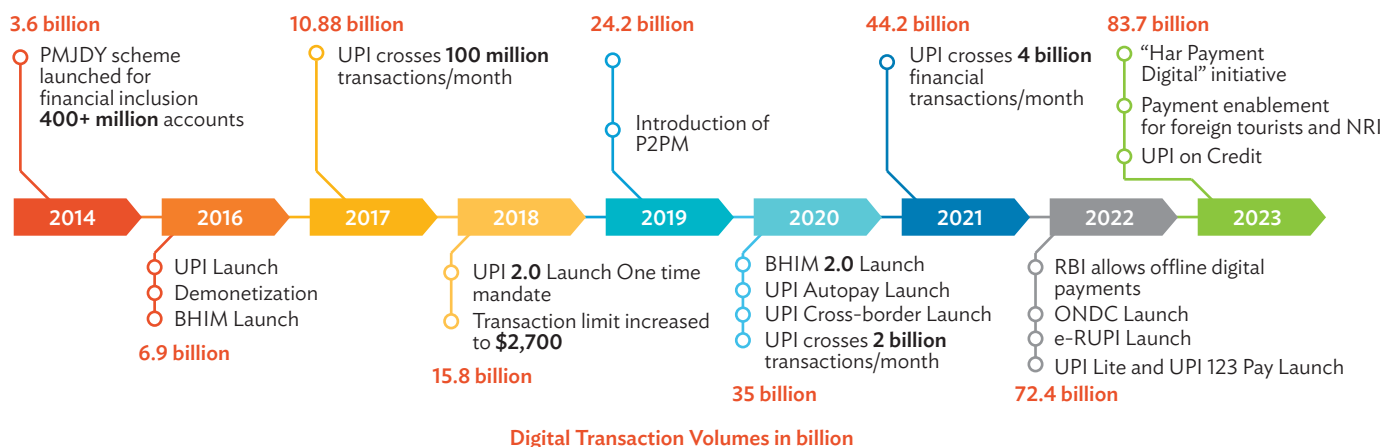 3.6 billion
PMJDY scheme
launched for
financial inclusion
400+ million accounts
10.88 billion
UPI crosses 100 million
transactions/month
24.2 billion
Introduction of
P2PM
44.2 billion
UPI crosses 4 billion
financial
transactions/month
83.7 billion
“Har Payment
Digital” initiative
Payment enablement
for foreign tourists and NRI
UPI on Credit
2014
2016
2017
2018
2019
2020
2021
2022
2023
UPI Launch
Demonetization
BHIM Launch
6.9 billion
UPI 2.0 Launch One time
mandate
Transaction limit increased
to $2,700
15.8 billion
BHIM 2.0 Launch
UPI Autopay Launch
UPI Cross-border Launch
UPI crosses 2 billion
transactions/month
35 billion
RBI allows offline digital
payments
ONDC Launch
e-RUPI Launch
UPI Lite and UPI 123 Pay Launch
72.4 billion
Digital Transaction Volumes in billion